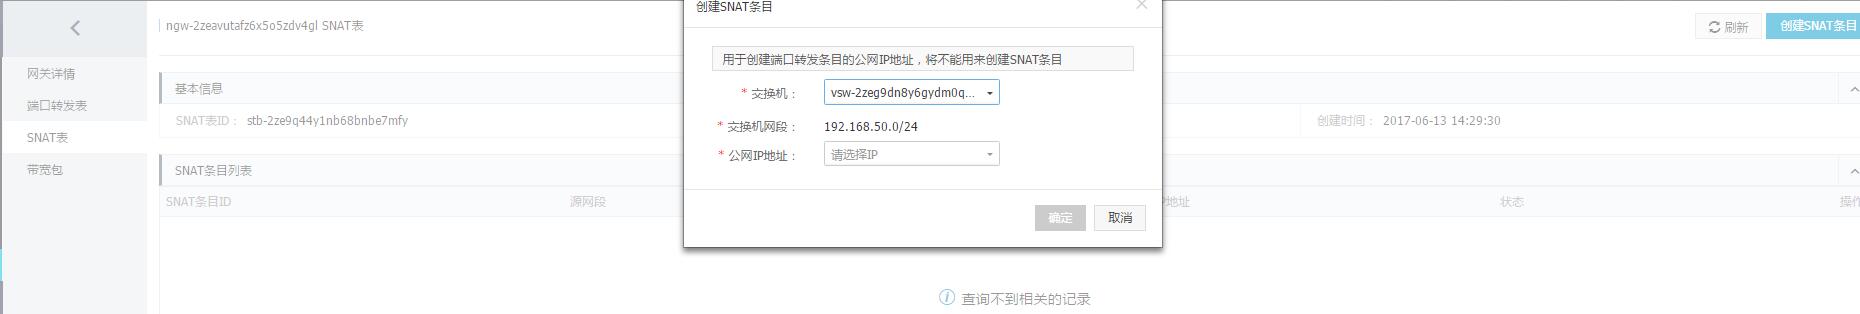 创建SNAT条目
ngw-2zeavutafz6x5o5zdv4gl SNAT表
刷新
创建SNAT条目
用于创建端口转发条目的公网IP地址，将不能用来创建SNAT条目
网关详情
基本信息
* 交换机：
vsw-2zeg9dn8y6gydm0q...
端口转发表
SNAT表ID：
stb-2ze9q44y1nb68bnbe7mfy
* 交换机网段：
192.168.50.0/24
创建时间：
2017-06-13 14:29:30
SNAT表
* 公网IP地址：
请选择IP
带宽包
SNAT条目列表
SNAT条目ID
源网段
地址
状态
操作
确定
取消
查询不到相关的记录